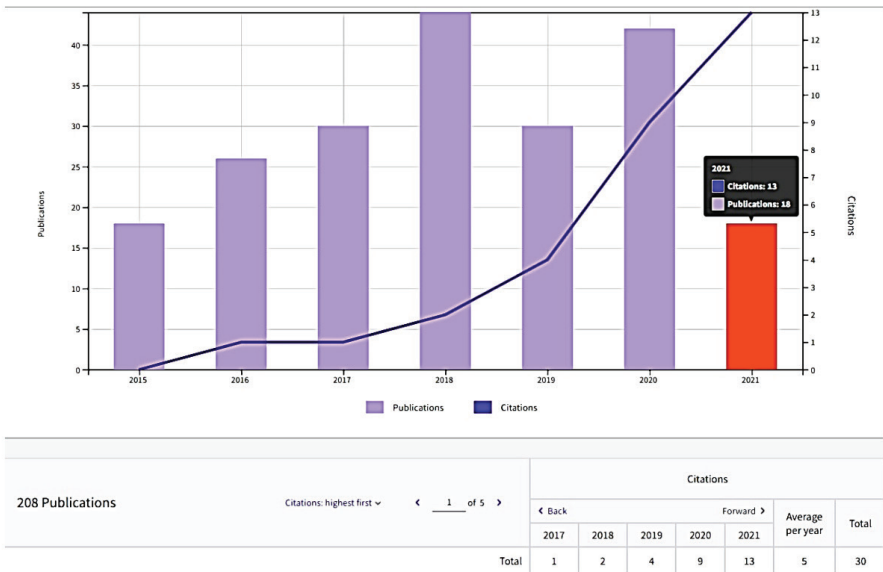 13
12
11
10
9
8
7
6
5
4
3
2
1
0
Citations
40
35
30
25
20
15
10
5
0
Publications
2021
Citations: 13
Publications: 18
2015 2016 2017 2018 2019 2020 2021
Publications Citations
Citations
208 Publications Citations: highest first 1 of 5
Back Forward Average per year Total
2017 2018 2019 2020 2021
Total 1 2 4 9 13 5 30